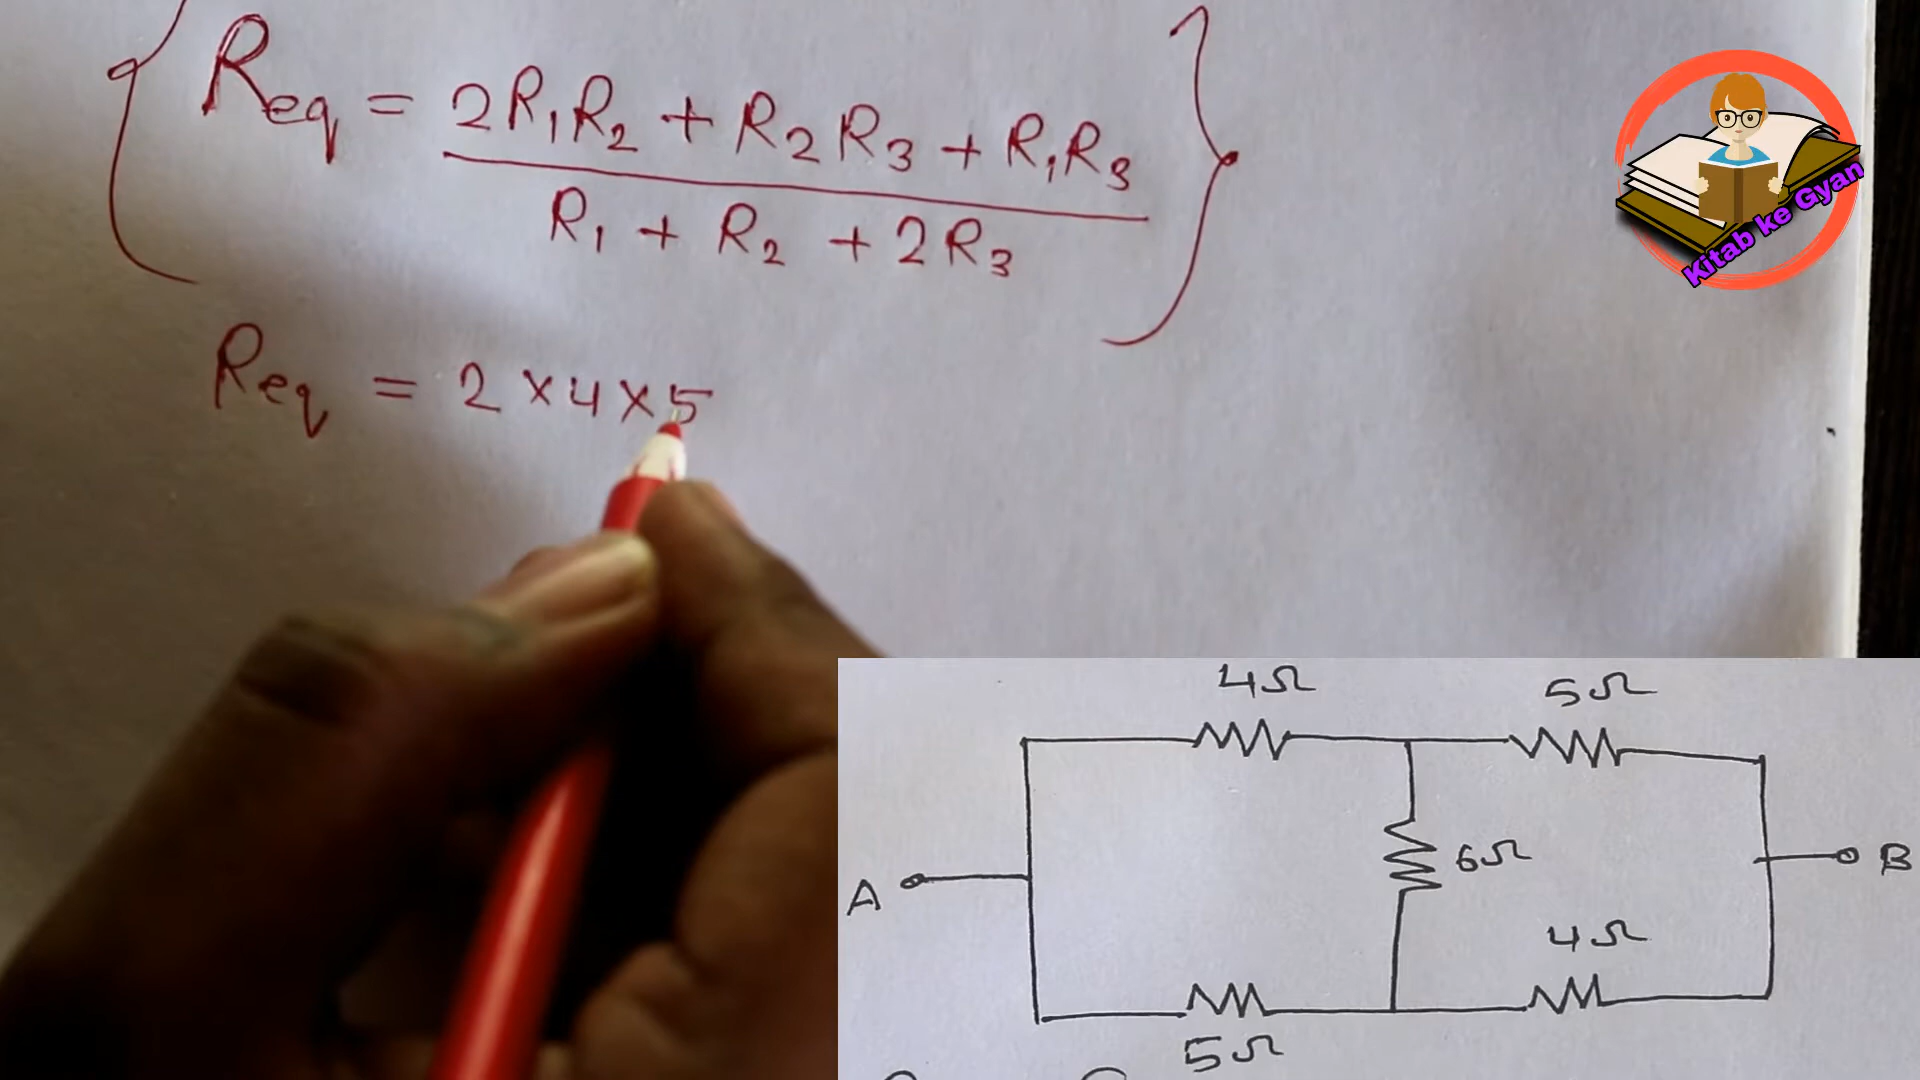 Req = 2R₁R₂ + R₂R₃ + R₁R₃
R₁ + R₂ + 2R₃
Req = 2 × 4 × 5
Kitab ke Gyan
4Ω 5Ω
6Ω
A B
4Ω
5Ω